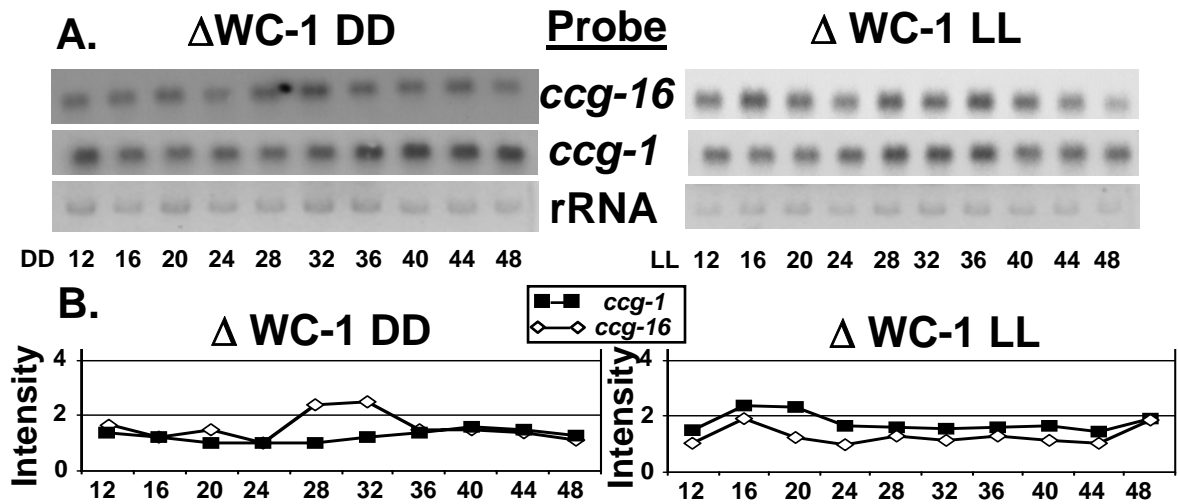 A. ΔWC-1 DD Probe Δ WC-1 LL
ccg-16
ccg-1
rRNA
DD 12 16 20 24 28 32 36 40 44 48 LL 12 16 20 24 28 32 36 40 44 48
B. Δ WC-1 DD ccg-1 Δ WC-1 LL
ccg-16
Intensity
4
2
0
12 16 20 24 28 32 36 40 44 48
Intensity
4
2
0
12 16 20 24 28 32 36 40 44 48